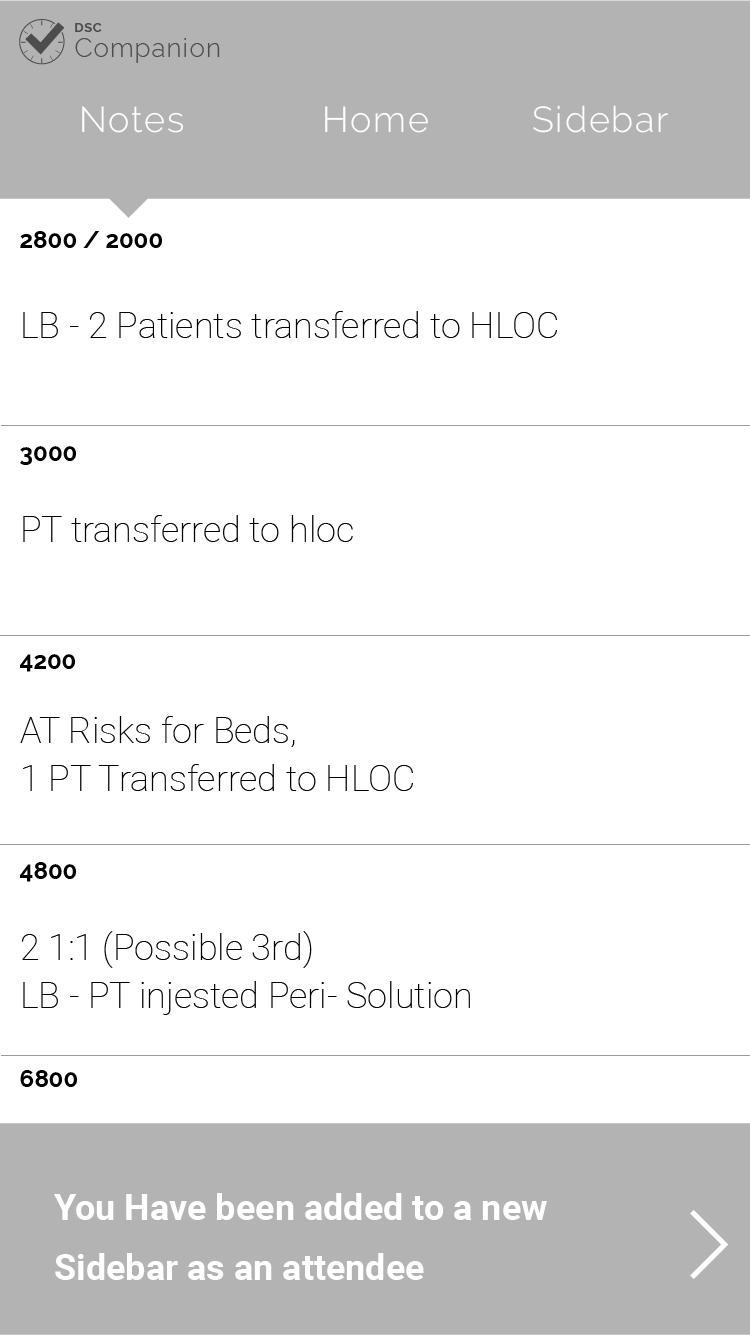 DSC
Companion
Notes Home Sidebar
2800 / 2000
LB - 2 Patients transferred to HLOC
3000
PT transferred to hloc
4200
AT Risks for Beds,
1 PT Transferred to HLOC
4800
2 1:1 (Possible 3rd)
LB - PT injested Peri- Solution
6800
You Have been added to a new
Sidebar as an attendee